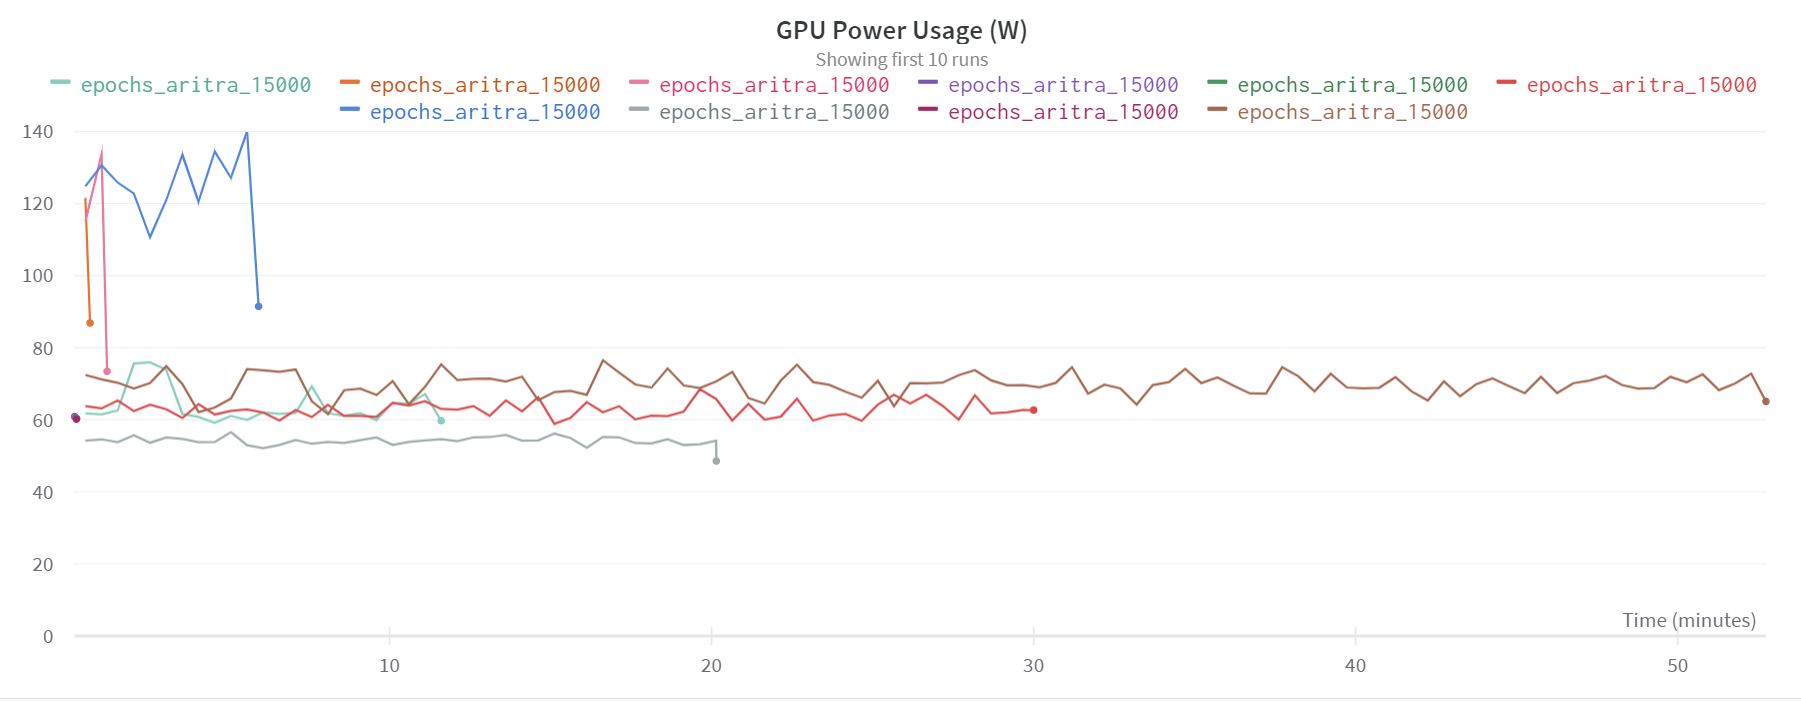 GPU Power Usage (W)
Showing first 10 runs
epochs_aritra_15000 epochs_aritra_15000 epochs_aritra_15000 epochs_aritra_15000 epochs_aritra_15000 epochs_aritra_15000
epochs_aritra_15000 epochs_aritra_15000 epochs_aritra_15000 epochs_aritra_15000
140
120
100
80
60
40
20
0
Time (minutes)
10 20 30 40 50